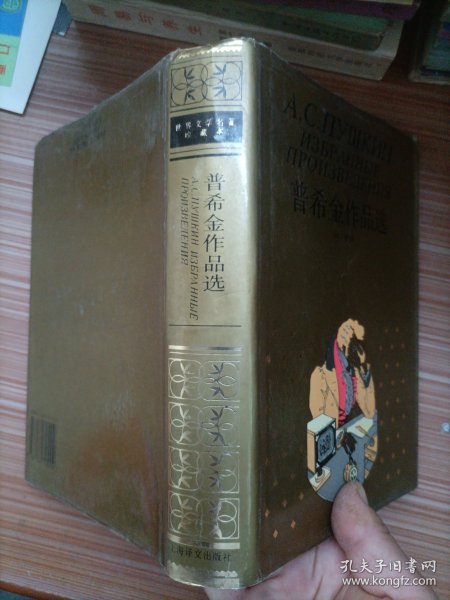 世界文学名著
珍藏本
普希金作品选
А.С.ПУШКИН ИЗБРАННЫЕ
ПРОИЗВЕДЕНИЯ
上海译文出版社
А.С.ПУШКИН
ИЗБРАННЫЕ
ПРОИЗВЕДЕНИЯ
普希金作品选
孔夫子旧书网
www.kongfz.com